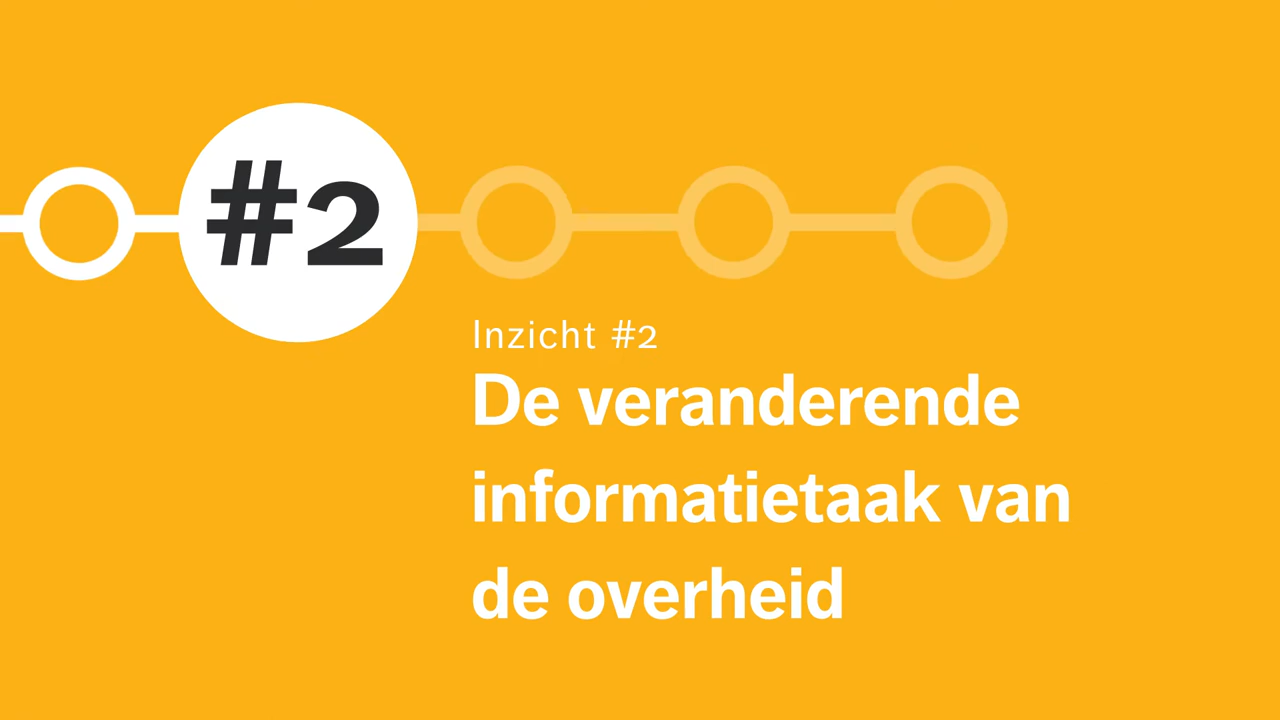 #2
Inzicht #2
De veranderende
informatietaak van
de overheid